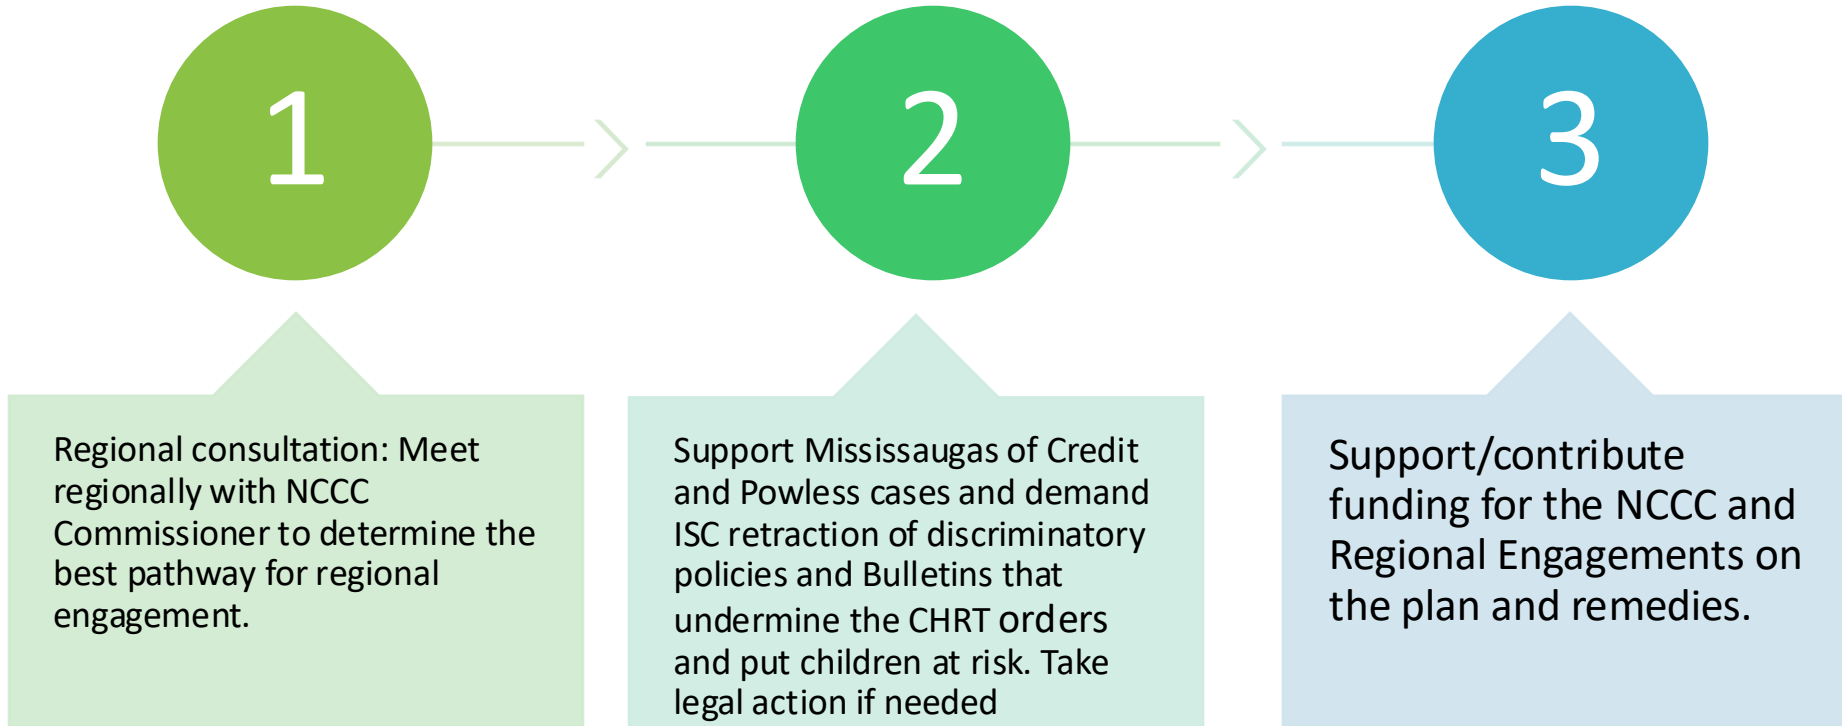 1
2
3
Regional consultation: Meet
regionally with NCCC
Commissioner to determine the
best pathway for regional
engagement.
Support Mississaugas of Credit
and Powless cases and demand
ISC retraction of discriminatory
policies and Bulletins that
undermine the CHRT orders
and put children at risk. Take
legal action if needed
Support/contribute
funding for the NCCC and
Regional Engagements on
the plan and remedies.